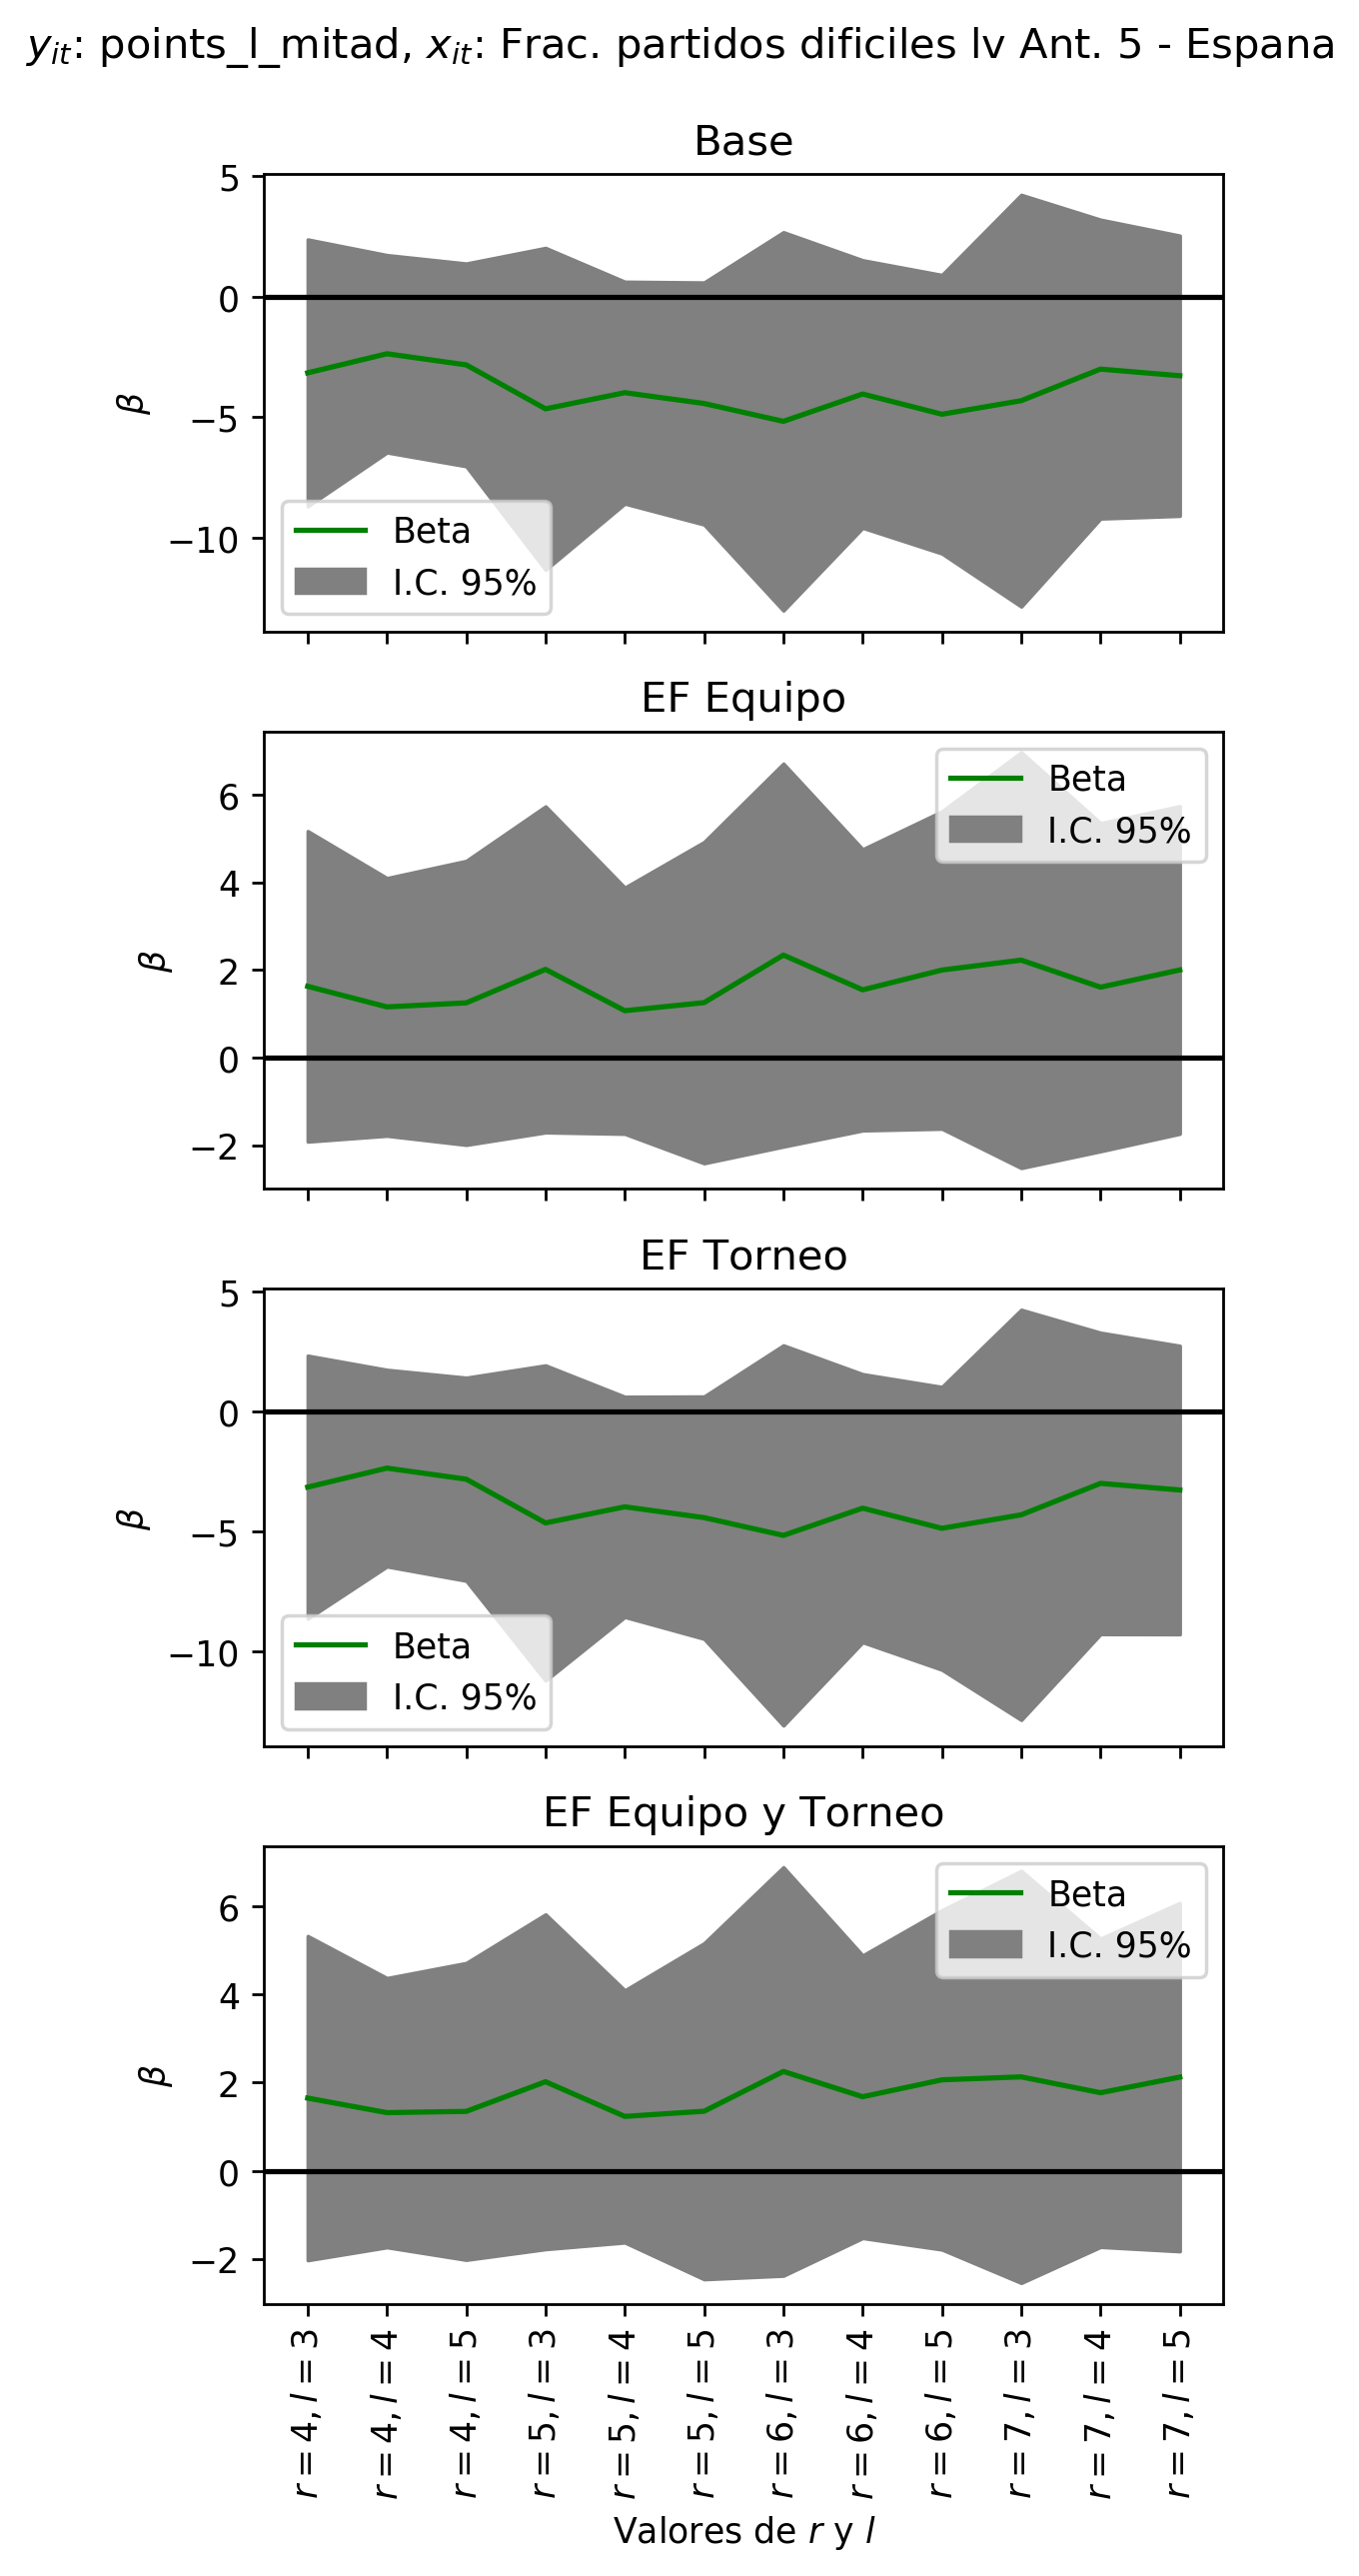 y_it: points_l_mitad, x_it: Frac. partidos dificiles lv Ant. 5 - Espana
Base
5
0
−5
−10
β
Beta
I.C. 95%
EF Equipo
6
4
2
0
−2
β
Beta
I.C. 95%
EF Torneo
5
0
−5
−10
β
Beta
I.C. 95%
EF Equipo y Torneo
6
4
2
0
−2
β
Beta
I.C. 95%
r = 4, l = 3
r = 4, l = 4
r = 4, l = 5
r = 5, l = 3
r = 5, l = 4
r = 5, l = 5
r = 6, l = 3
r = 6, l = 4
r = 6, l = 5
r = 7, l = 3
r = 7, l = 4
r = 7, l = 5
Valores de r y l